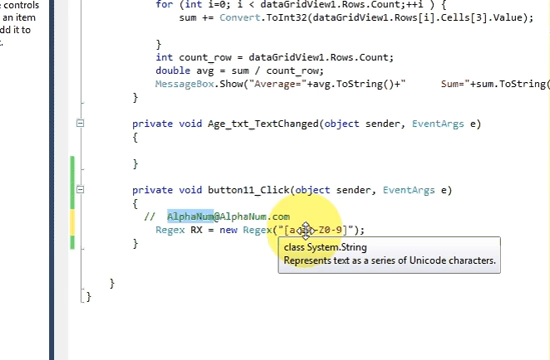 e controls
an item
dd it to
t.
for (int i=0; i < dataGridView1.Rows.Count;++i ) {
sum += Convert.ToInt32(dataGridView1.Rows[i].Cells[3].Value);
}
int count_row = dataGridView1.Rows.Count;
double avg = sum / count_row;
MessageBox.Show("Average="+avg.ToString()+" Sum="+sum.ToString(
}
private void Age_txt_TextChanged(object sender, EventArgs e)
{
}
private void button11_Click(object sender, EventArgs e)
{
// AlphaNum@AlphaNum.com
Regex RX = new Regex(
}
class System.String
Represents text as a series of Unicode characters.
}
}